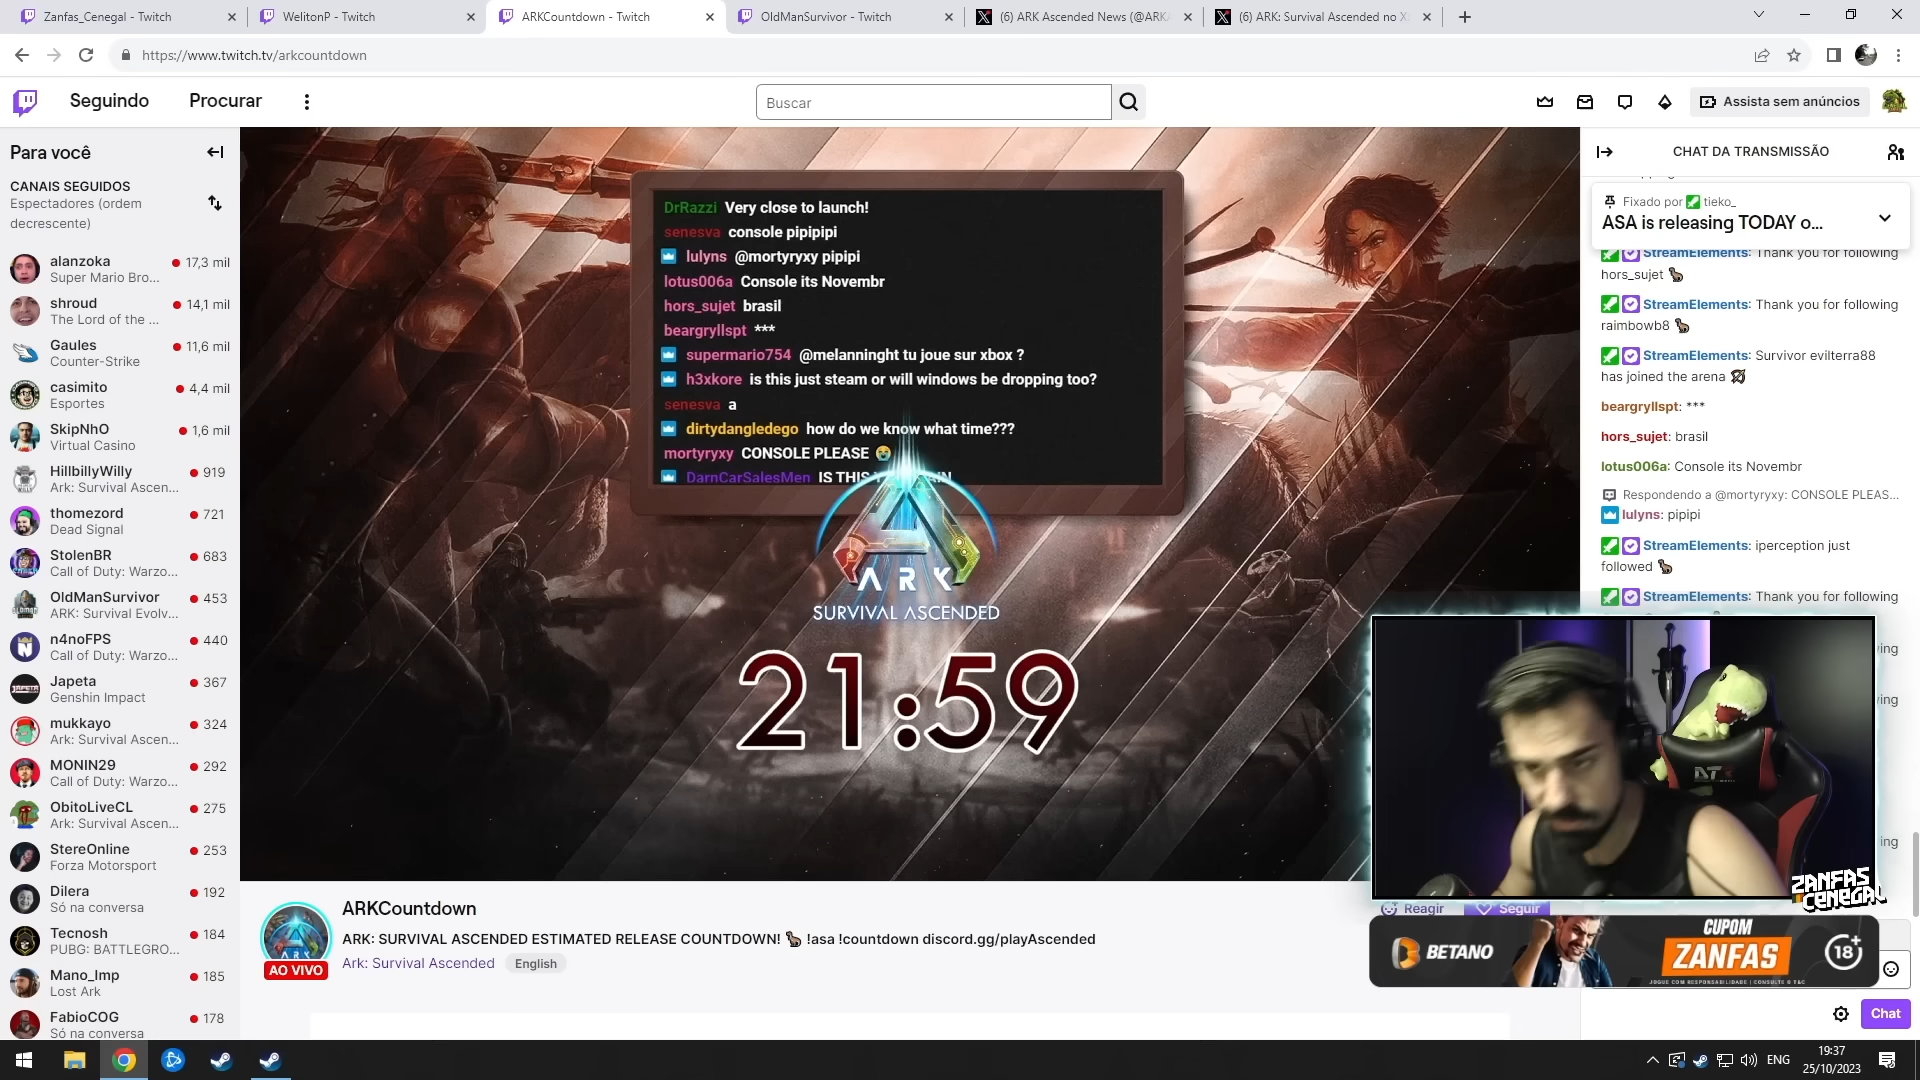 Zanfas_Cenegal - Twitch
WelitonP - Twitch
ARKCountdown - Twitch
OldManSurvivor - Twitch
(6) ARK Ascended News (@ARKA
(6) ARK: Survival Ascended no X
https://www.twitch.tv/arkcountdown
Seguindo
Procurar
Buscar
Assista sem anúncios
Para você
CANAIS SEGUIDOS
Espectadores (ordem
decrescente)
alanzoka 17,3 mil
Super Mario Bro...
shroud 14,1 mil
The Lord of the ...
Gaules 11,6 mil
Counter-Strike
casimito 4,4 mil
Esportes
SkipNhO 1,6 mil
Virtual Casino
HillbillyWilly 919
Ark: Survival Ascen...
thomezord 721
Dead Signal
StolenBR 683
Call of Duty: Warzo...
OldManSurvivor 453
ARK: Survival Evolv...
n4noFPS 440
Call of Duty: Warzo...
Japeta 367
Genshin Impact
mukkayo 324
Ark: Survival Ascen...
MONIN29 292
Call of Duty: Warzo...
ObitoLiveCL 275
Ark: Survival Ascen...
StereOnline 253
Forza Motorsport
Dilera 192
Só na conversa
Tecnosh 184
PUBG: BATTLEGRO...
Mano_Imp 185
Lost Ark
FabioCOG 178
Só na conversa
DrRazzi Very close to launch!
senesva console pipipipi
lulyns @mortyryxy pipipi
lotus006a Console its Novembr
hors_sujet brasil
beargryllspt ***
supermario754 @melanninght tu joue sur xbox ?
h3xkore is this just steam or will windows be dropping too?
senesva a
dirtydangledego how do we know what time???
mortyryxy CONSOLE PLEASE 😭
DarnCarSalesMen IS THIS
ARK
SURVIVAL ASCENDED
21:59
ARKCountdown
ARK: SURVIVAL ASCENDED ESTIMATED RELEASE COUNTDOWN! 🦕 !asa !countdown discord.gg/playAscended
AO VIVO
Ark: Survival Ascended English
CHAT DA TRANSMISSÃO
Fixado por tieko_
ASA is releasing TODAY o...
StreamElements: Thank you for following
hors_sujet
StreamElements: Thank you for following
raimbowb8
StreamElements: Survivor evilterra88
has joined the arena
beargryllspt: ***
hors_sujet: brasil
lotus006a: Console its Novembr
Respondendo a @mortyryxy: CONSOLE PLEAS...
lulyns: pipipi
StreamElements: iperception just
followed
StreamElements: Thank you for following
ZANFAS
CENEGAL
Reagir
Seguir
BETANO
CUPOM
ZANFAS
18+
JOGUE COM RESPONSABILIDADE | CONSULTE O T&C
Chat
ENG
19:37
25/10/2023